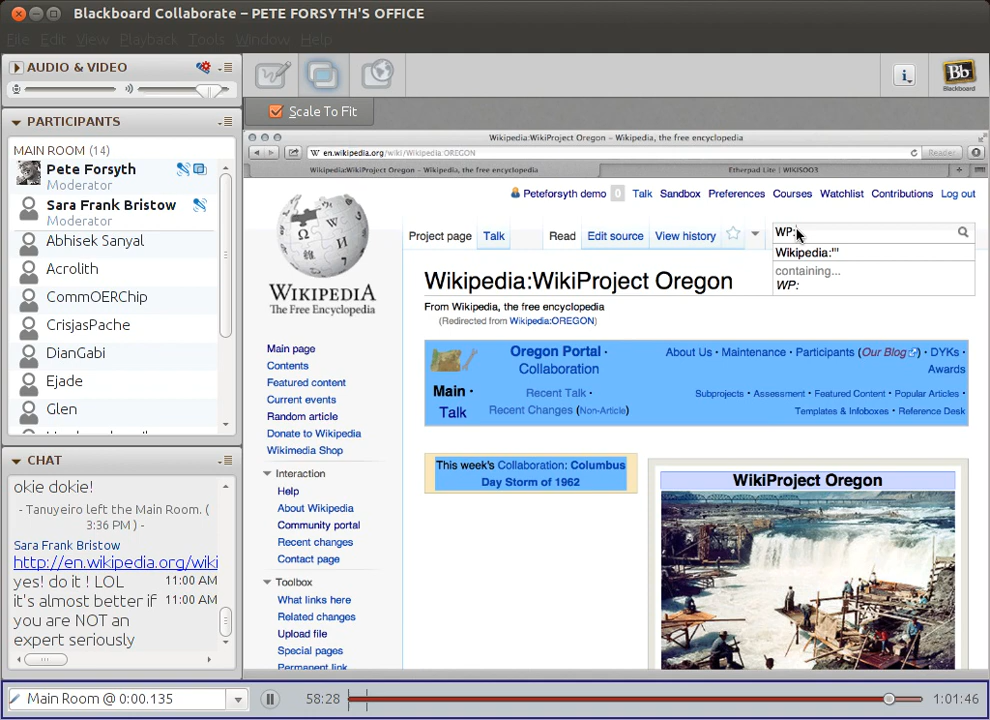 Blackboard Collaborate – PETE FORSYTH'S OFFICE
File Edit View Playback Tools Window Help
AUDIO & VIDEO
PARTICIPANTS
MAIN ROOM (14)
Pete Forsyth
Moderator
Sara Frank Bristow
Moderator
Abhisek Sanyal
Acrolith
CommOERChip
CrisjasPache
DianGabi
Ejade
Glen
CHAT
okie dokie!
- Tanuyeiro left the Main Room. (
3:36 PM ) -
Sara Frank Bristow
http://en.wikipedia.org/wiki
yes! do it ! LOL 11:00 AM
it's almost better if 11:00 AM
you are NOT an
expert seriously
Main Room @ 0:00.135
58:28
1:01:46
i
Bb
Blackboard
Scale To Fit
Wikipedia:WikiProject Oregon – Wikipedia, the free encyclopedia
W en.wikipedia.org/wiki/Wikipedia:OREGON
Reader
Wikipedia:WikiProject Oregon – Wikipedia, the free encyclopedia
Etherpad Lite | WIKISOO3
+
Peteforsyth demo 0 Talk Sandbox Preferences Courses Watchlist Contributions Log out
Project page Talk Read Edit source View history
WP:
Wikipedia:"'
containing...
WP:
WIKIPEDIA
The Free Encyclopedia
Main page
Contents
Featured content
Current events
Random article
Donate to Wikipedia
Wikimedia Shop
Interaction
Help
About Wikipedia
Community portal
Recent changes
Contact page
Toolbox
What links here
Related changes
Upload file
Special pages
Permanent link
Wikipedia:WikiProject Oregon
From Wikipedia, the free encyclopedia
(Redirected from Wikipedia:OREGON)
Main ·
Talk
Oregon Portal ·
Collaboration
Recent Talk ·
Recent Changes (Non-Article)
About Us · Maintenance · Participants (Our Blog) · DYKs ·
Awards
Subprojects · Assessment · Featured Content · Popular Articles ·
Templates & Infoboxes · Reference Desk
This week's Collaboration: Columbus
Day Storm of 1962
WikiProject Oregon